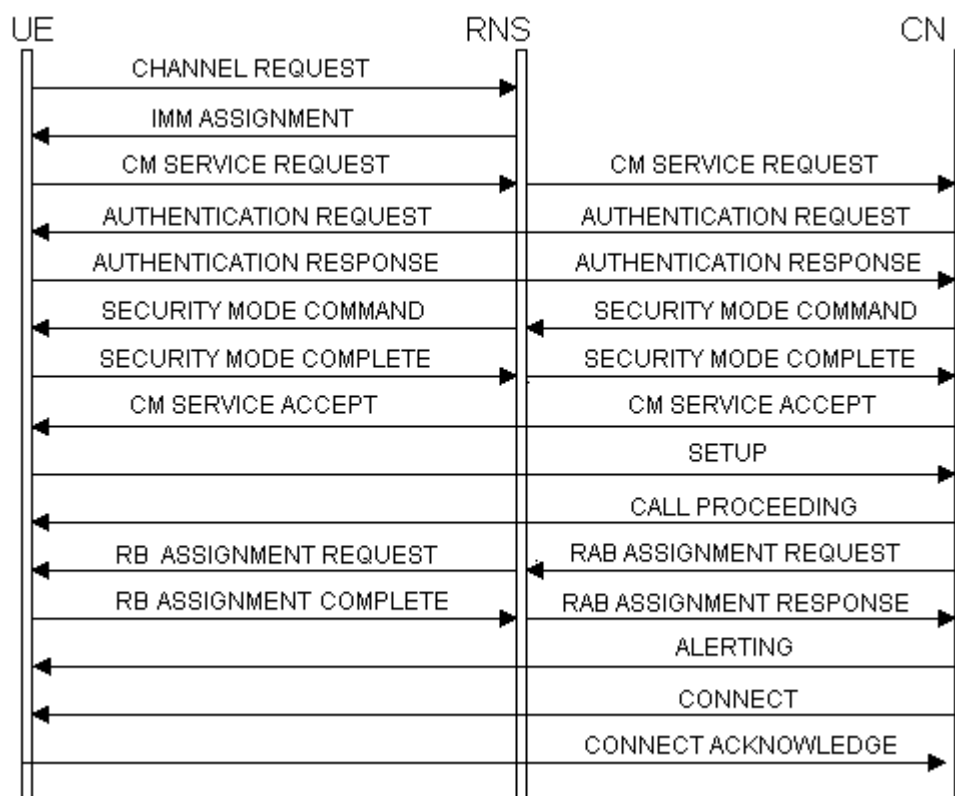 UE RNS CN
CHANNEL REQUEST
IMM ASSIGNMENT
CM SERVICE REQUEST CM SERVICE REQUEST
AUTHENTICATION REQUEST AUTHENTICATION REQUEST
AUTHENTICATION RESPONSE AUTHENTICATION RESPONSE
SECURITY MODE COMMAND SECURITY MODE COMMAND
SECURITY MODE COMPLETE SECURITY MODE COMPLETE
CM SERVICE ACCEPT CM SERVICE ACCEPT
SETUP
CALL PROCEEDING
RB ASSIGNMENT REQUEST RAB ASSIGNMENT REQUEST
RB ASSIGNMENT COMPLETE RAB ASSIGNMENT RESPONSE
ALERTING
CONNECT
CONNECT ACKNOWLEDGE